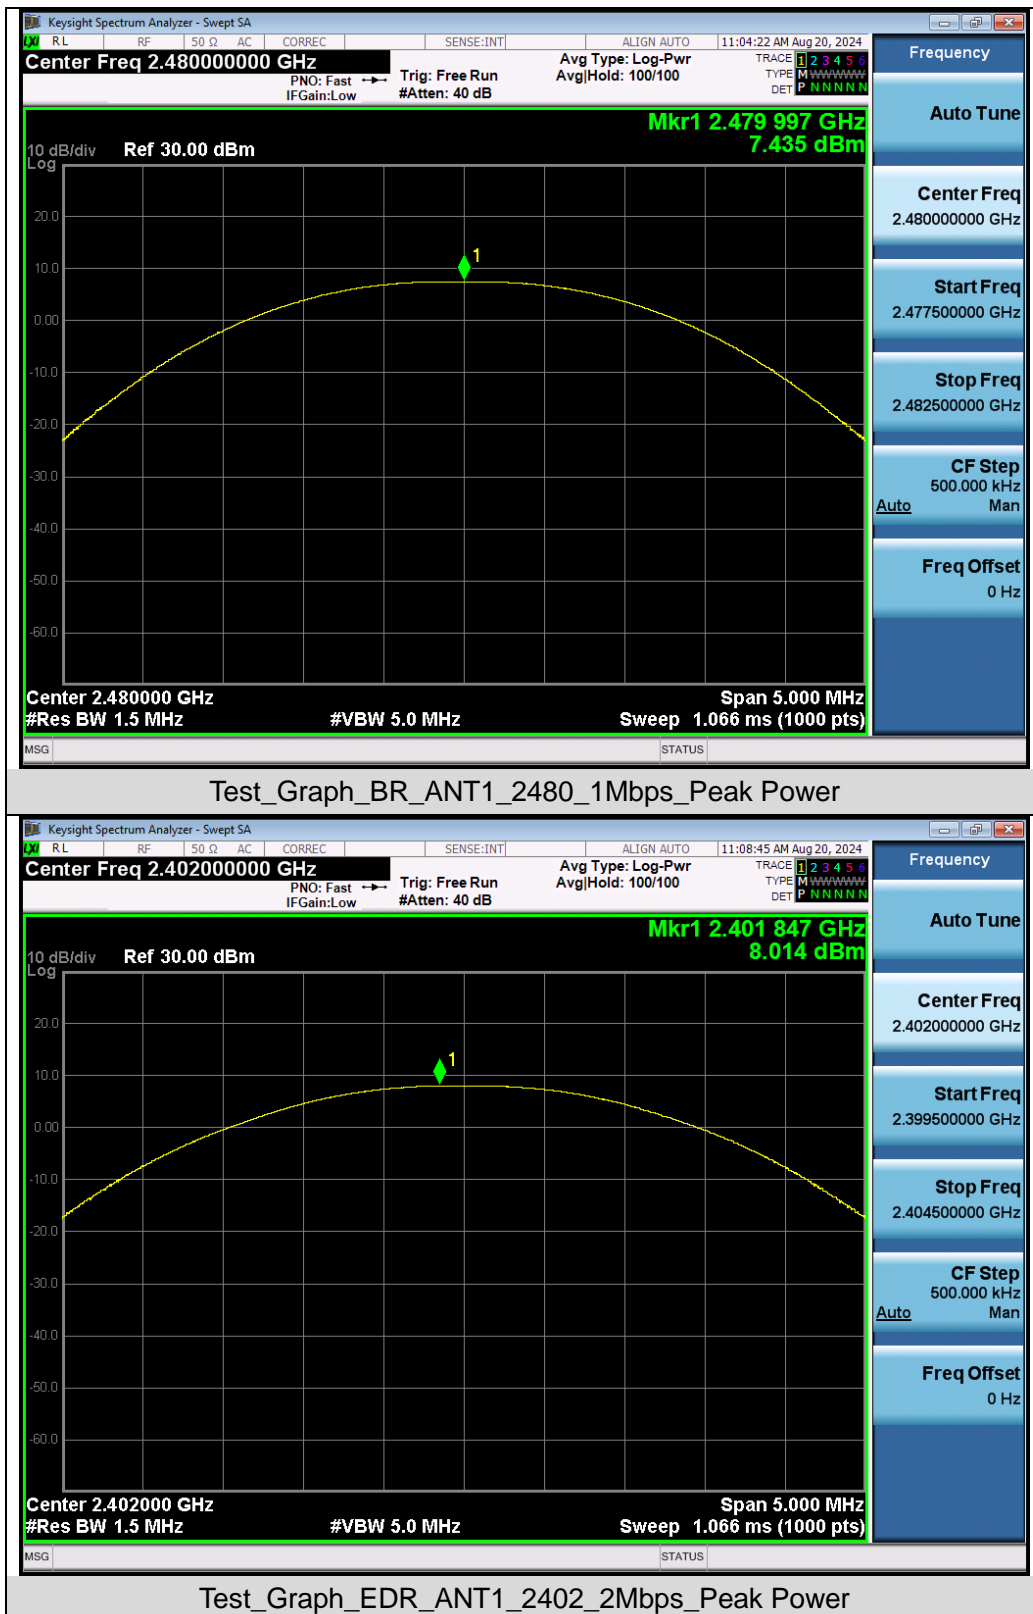 Keysight Spectrum Analyzer - Swept SA
LXI RL RF 50 Ω AC CORREC SENSE:INT ALIGN AUTO 11:04:22 AM Aug 20, 2024
Center Freq 2.480000000 GHz
PNO: Fast
IFGain:Low
Trig: Free Run
#Atten: 40 dB
Avg Type: Log-Pwr
Avg|Hold: 100/100
TRACE 1 2 3 4 5 6
TYPE M WWWWW
DET P N N N N N
Frequency
Auto Tune
Mkr1 2.479 997 GHz
7.435 dBm
10 dB/div
Log
Ref 30.00 dBm
20.0
10.0
0.00
-10.0
-20.0
-30.0
-40.0
-50.0
-60.0
1
Center Freq
2.480000000 GHz
Start Freq
2.477500000 GHz
Stop Freq
2.482500000 GHz
CF Step
500.000 kHz
Auto Man
Freq Offset
0 Hz
Center 2.480000 GHz Span 5.000 MHz
#Res BW 1.5 MHz #VBW 5.0 MHz Sweep 1.066 ms (1000 pts)
MSG STATUS
Test_Graph_BR_ANT1_2480_1Mbps_Peak Power
Keysight Spectrum Analyzer - Swept SA
LXI RL RF 50 Ω AC CORREC SENSE:INT ALIGN AUTO 11:08:45 AM Aug 20, 2024
Center Freq 2.402000000 GHz
PNO: Fast
IFGain:Low
Trig: Free Run
#Atten: 40 dB
Avg Type: Log-Pwr
Avg|Hold: 100/100
TRACE 1 2 3 4 5 6
TYPE M WWWWW
DET P N N N N N
Frequency
Auto Tune
Mkr1 2.401 847 GHz
8.014 dBm
10 dB/div
Log
Ref 30.00 dBm
20.0
10.0
0.00
-10.0
-20.0
-30.0
-40.0
-50.0
-60.0
1
Center Freq
2.402000000 GHz
Start Freq
2.399500000 GHz
Stop Freq
2.404500000 GHz
CF Step
500.000 kHz
Auto Man
Freq Offset
0 Hz
Center 2.402000 GHz Span 5.000 MHz
#Res BW 1.5 MHz #VBW 5.0 MHz Sweep 1.066 ms (1000 pts)
MSG STATUS
Test_Graph_EDR_ANT1_2402_2Mbps_Peak Power